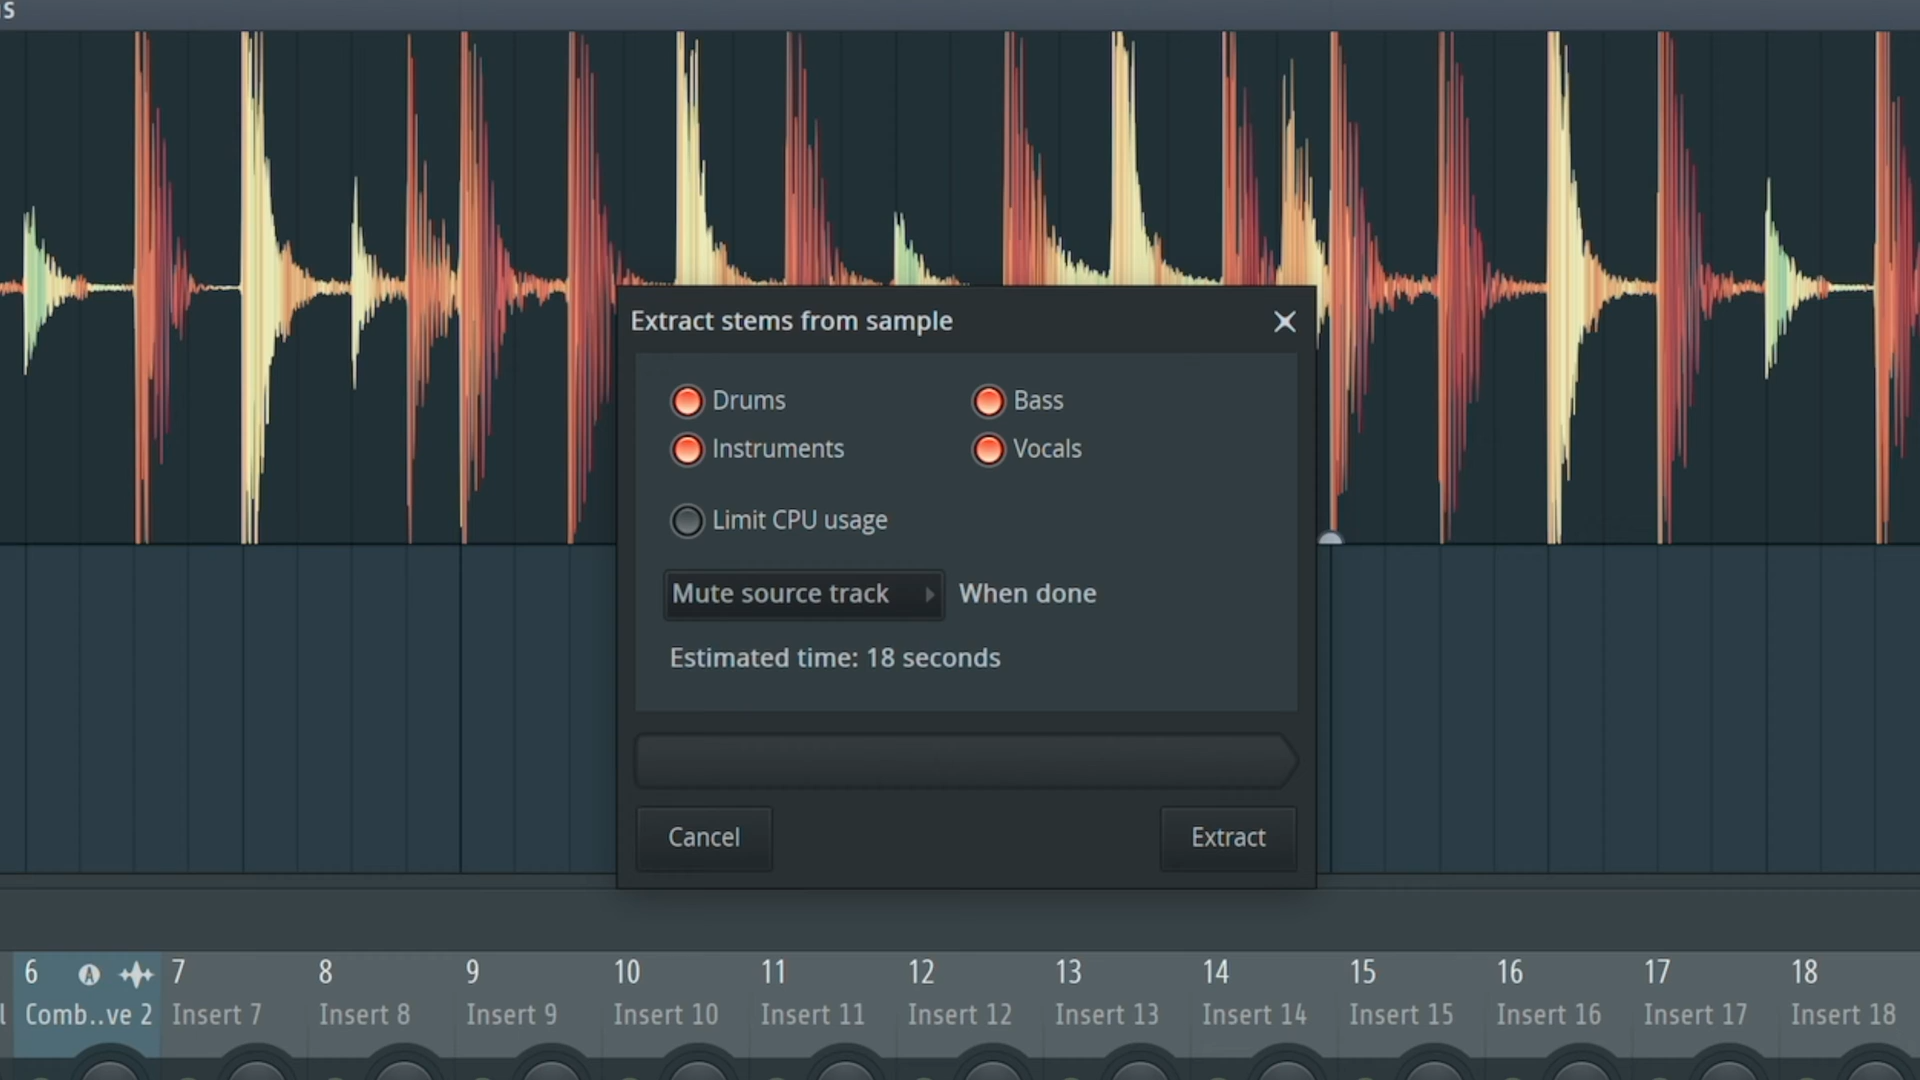 Extract stems from sample
Drums
Bass
Instruments
Vocals
Limit CPU usage
Mute source track
When done
Estimated time: 18 seconds
Cancel
Extract
6 7 8 9 10 11 12 13 14 15 16 17 18
Comb..ve 2 Insert 7 Insert 8 Insert 9 Insert 10 Insert 11 Insert 12 Insert 13 Insert 14 Insert 15 Insert 16 Insert 17 Insert 18